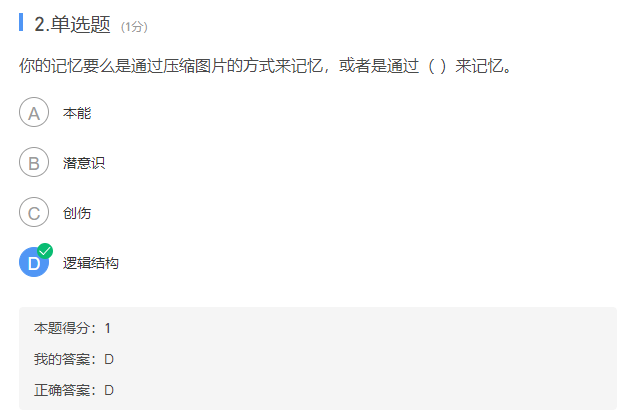 2.单选题 (1分)
你的记忆要么是通过压缩图片的方式来记忆，或者是通过（ ）来记忆。
A 本能
B 潜意识
C 创伤
D 逻辑结构
本题得分：1
我的答案：D
正确答案：D